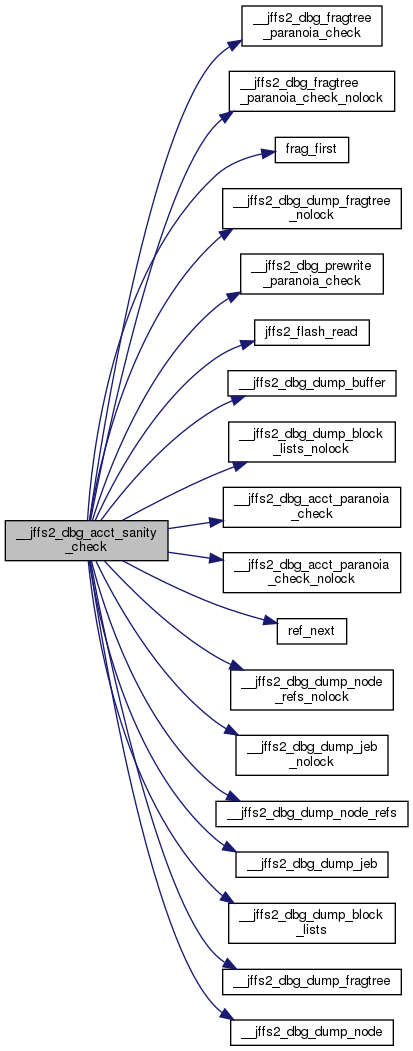 __jffs2_dbg_fragtree
_paranoia_check
__jffs2_dbg_fragtree
_paranoia_check_nolock
frag_first
__jffs2_dbg_dump_fragtree
_nolock
__jffs2_dbg_prewrite
_paranoia_check
jffs2_flash_read
__jffs2_dbg_dump_buffer
__jffs2_dbg_dump_block
_lists_nolock
__jffs2_dbg_acct_paranoia
_check
__jffs2_dbg_acct_sanity
_check
__jffs2_dbg_acct_paranoia
_check_nolock
ref_next
__jffs2_dbg_dump_node
_refs_nolock
__jffs2_dbg_dump_jeb
_nolock
__jffs2_dbg_dump_node_refs
__jffs2_dbg_dump_jeb
__jffs2_dbg_dump_block
_lists
__jffs2_dbg_dump_fragtree
__jffs2_dbg_dump_node